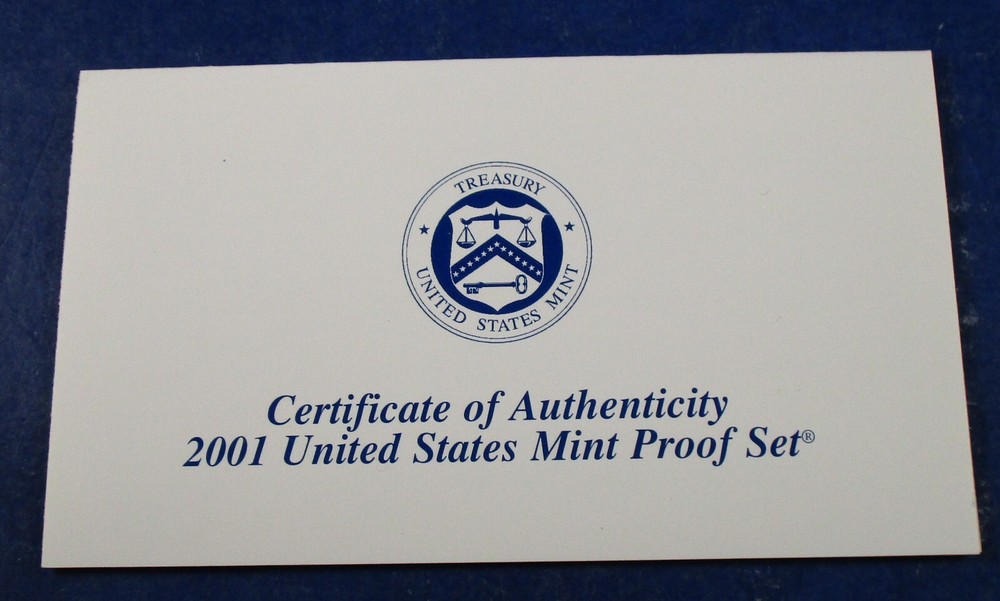 TREASURY
UNITED STATES MINT
Certificate of Authenticity
2001 United States Mint Proof Set®